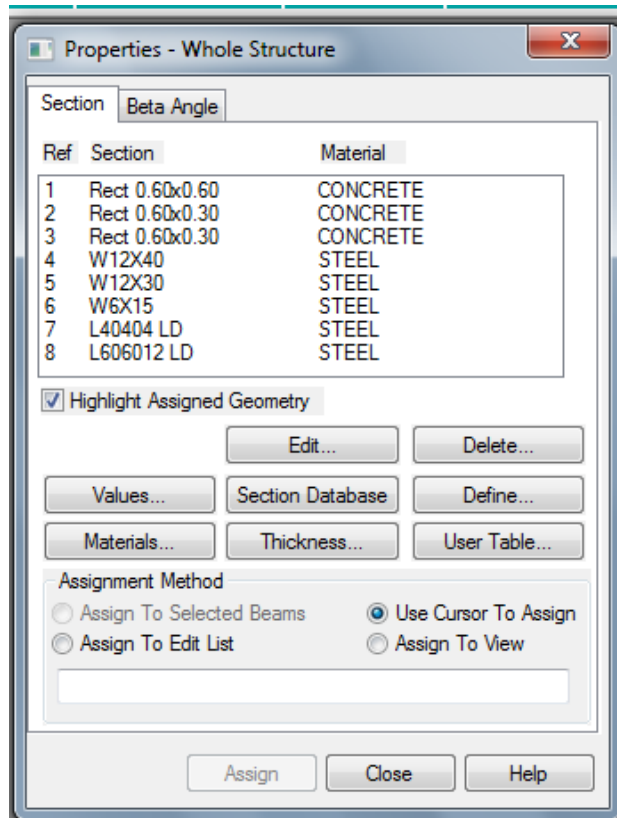 Properties - Whole Structure
Section Beta Angle
Ref Section Material
1 Rect 0.60x0.60 CONCRETE
2 Rect 0.60x0.30 CONCRETE
3 Rect 0.60x0.30 CONCRETE
4 W12X40 STEEL
5 W12X30 STEEL
6 W6X15 STEEL
7 L40404 LD STEEL
8 L606012 LD STEEL
Highlight Assigned Geometry
Edit... Delete...
Values... Section Database Define...
Materials... Thickness... User Table...
Assignment Method
Assign To Selected Beams Use Cursor To Assign
Assign To Edit List Assign To View
Assign Close Help